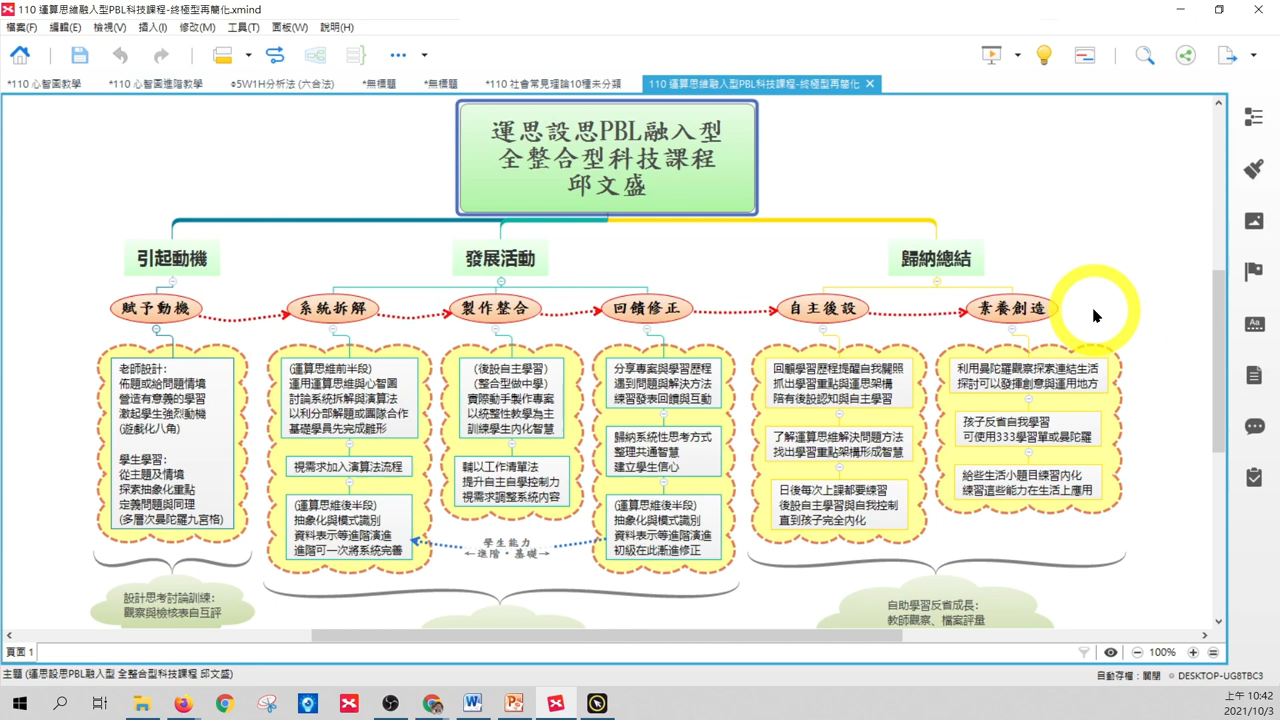 110 運算思維融入型PBL科技課程-終極型再簡化.xmind
檔案(F) 編輯(E) 檢視(V) 插入(I) 修改(M) 工具(T) 面板(W) 說明(H)
*110 心智圖教學 *110 心智圖進階教學 5W1H分析法 (六合法) *無標題 *無標題 *110 社會常見理論10種未分類 110 運算思維融入型PBL科技課程-終極型再簡化
運思設思PBL融入型
全整合型科技課程
邱文盛
引起動機
發展活動
歸納總結
賦予動機
系統拆解
製作整合
回饋修正
自主後設
素養創造
老師設計:
佈題或給問題情境
營造有意義的學習
激起學生強烈動機
(遊戲化八角)
學生學習:
從主題及情境
探索抽象化重點
定義問題與同理
(多層次曼陀羅九宮格)
(運算思維前半段)
運用運算思維與心智圖
討論系統拆解與演算法
以利分部解題或團隊合作
基礎學員先完成雛形
視需求加入演算法流程
(運算思維後半段)
抽象化與模式識別
資料表示等進階演進
進階可一次將系統完善
(後設自主學習)
(整合型做中學)
實際動手製作專案
以統整性教學為主
訓練學生內化智慧
輔以工作清單法
提升自主自學控制力
視需求調整系統內容
學生能力
←進階・基礎→
分享專案與學習歷程
遇到問題與解決方法
練習發表回饋與互動
歸納系統性思考方式
整理共通智慧
建立學生信心
(運算思維後半段)
抽象化與模式識別
資料表示等進階演進
初級在此漸進修正
回顧學習歷程提醒自我關照
抓出學習重點與運思架構
陪有後設認知與自主學習
了解運算思維解決問題方法
找出學習重點架構形成智慧
日後每次上課都要練習
後設自主學習與自我控制
直到孩子完全內化
利用曼陀羅觀察探索連結生活
探討可以發揮創意與運用地方
孩子反省自我學習
可使用333學習單或曼陀羅
給些生活小題目練習內化
練習這些能力在生活上應用
設計思考討論訓練:
觀察與檢核表自互評
自助學習反省成長:
教師觀察、檔案評量
頁面 1
100%
主題 (運思設思PBL融入型 全整合型科技課程 邱文盛)
自動存檔：關閉
DESKTOP-UG8TBC3
上午 10:42
2021/10/3